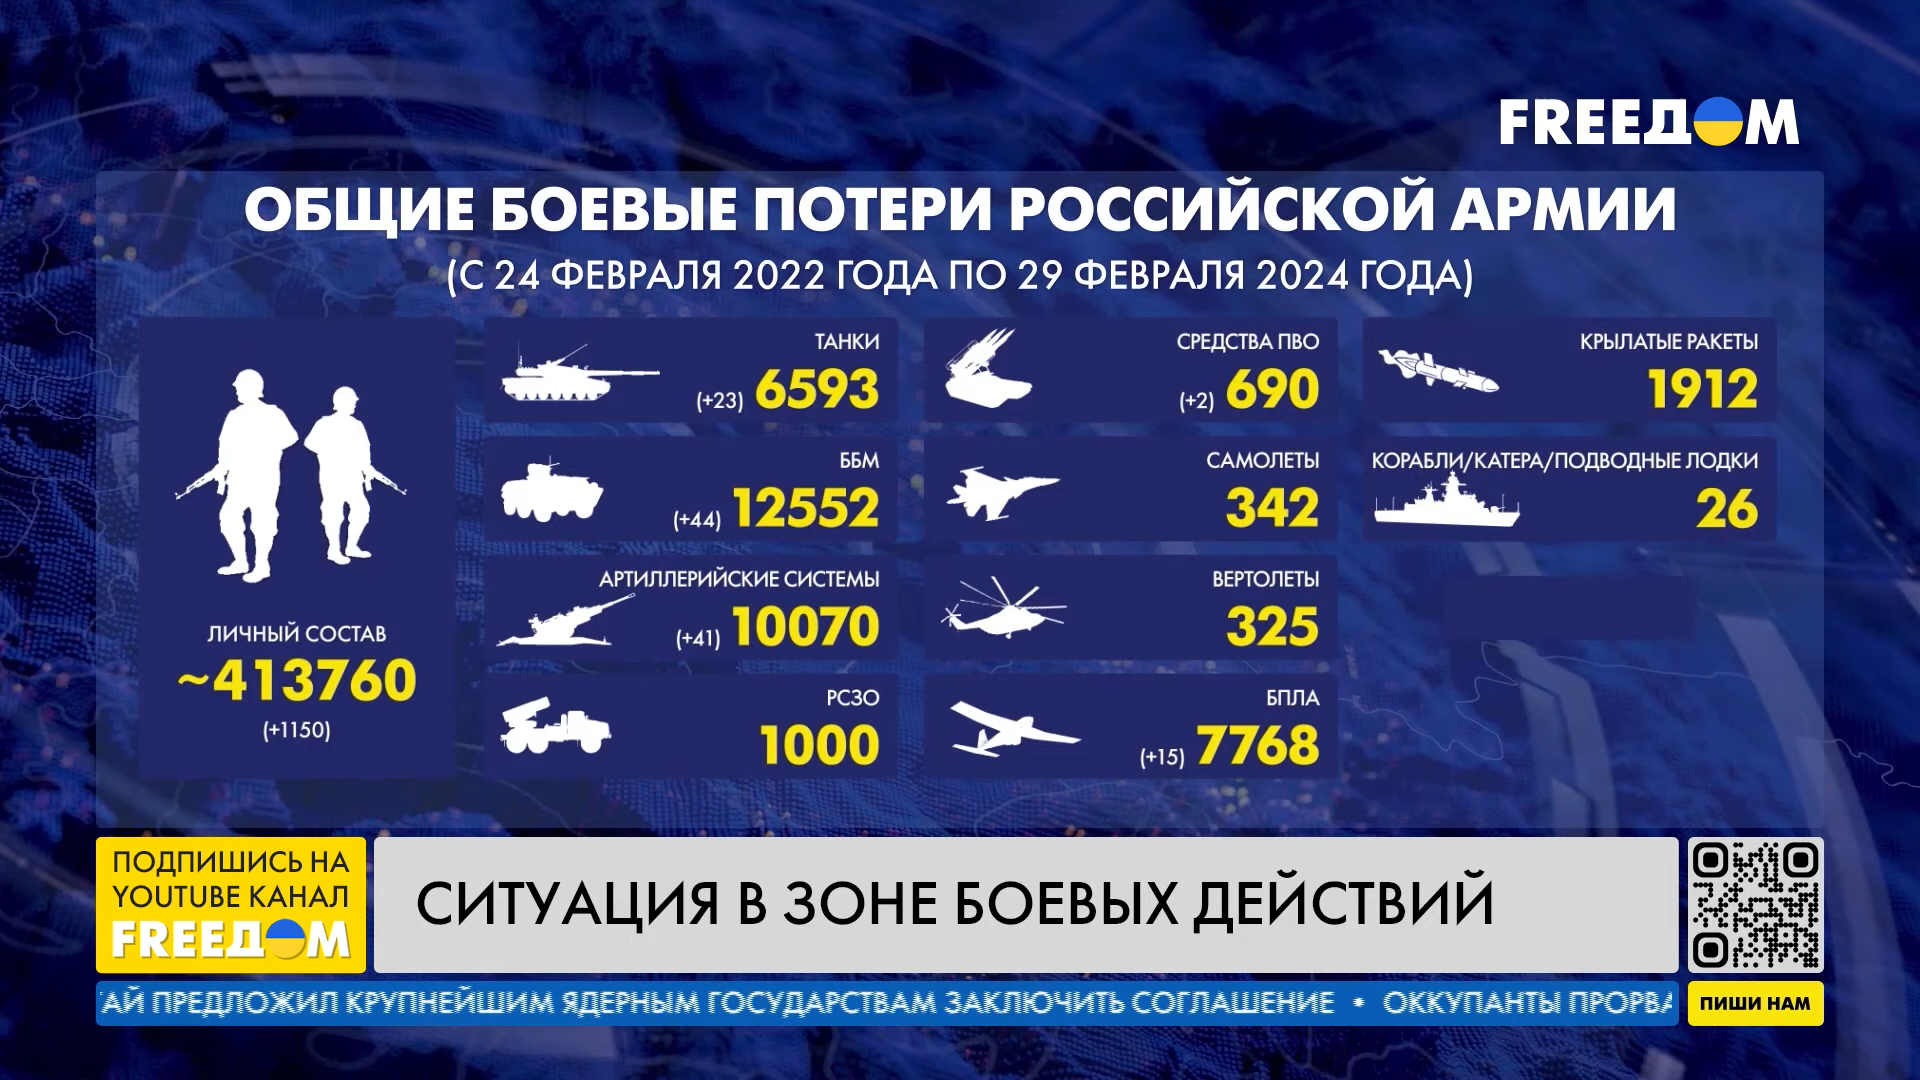 FREEДOM
ОБЩИЕ БОЕВЫЕ ПОТЕРИ РОССИЙСКОЙ АРМИИ
(С 24 ФЕВРАЛЯ 2022 ГОДА ПО 29 ФЕВРАЛЯ 2024 ГОДА)
ЛИЧНЫЙ СОСТАВ
~413760
(+1150)
ТАНКИ
(+23) 6593
ББМ
(+44) 12552
АРТИЛЛЕРИЙСКИЕ СИСТЕМЫ
(+41) 10070
РСЗО
1000
СРЕДСТВА ПВО
(+2) 690
САМОЛЕТЫ
342
ВЕРТОЛЕТЫ
325
БПЛА
(+15) 7768
КРЫЛАТЫЕ РАКЕТЫ
1912
КОРАБЛИ/КАТЕРА/ПОДВОДНЫЕ ЛОДКИ
26
ПОДПИШИСЬ НА
YOUTUBE КАНАЛ
FREEДOM
СИТУАЦИЯ В ЗОНЕ БОЕВЫХ ДЕЙСТВИЙ
АЙ ПРЕДЛОЖИЛ КРУПНЕЙШИМ ЯДЕРНЫМ ГОСУДАРСТВАМ ЗАКЛЮЧИТЬ СОГЛАШЕНИЕ • ОККУПАНТЫ ПРОРВА
ПИШИ НАМ